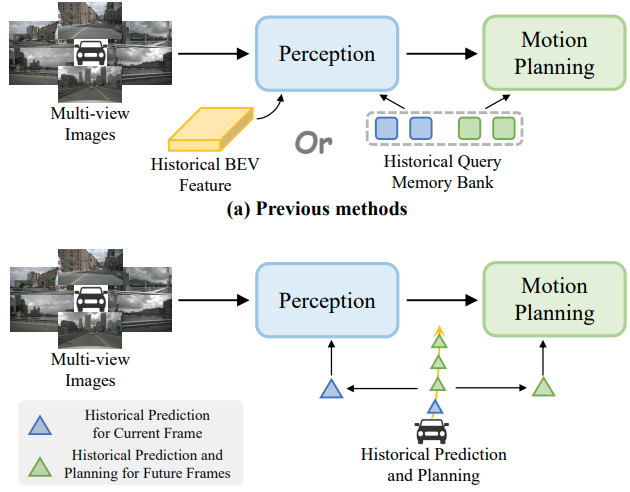 Perception
Motion
Planning
Multi-view
Images
Historical BEV
Feature
Or
Historical Query
Memory Bank
(a) Previous methods
Perception
Motion
Planning
Multi-view
Images
Historical Prediction
for Current Frame
Historical Prediction and
Planning for Future Frames
Historical Prediction
and Planning